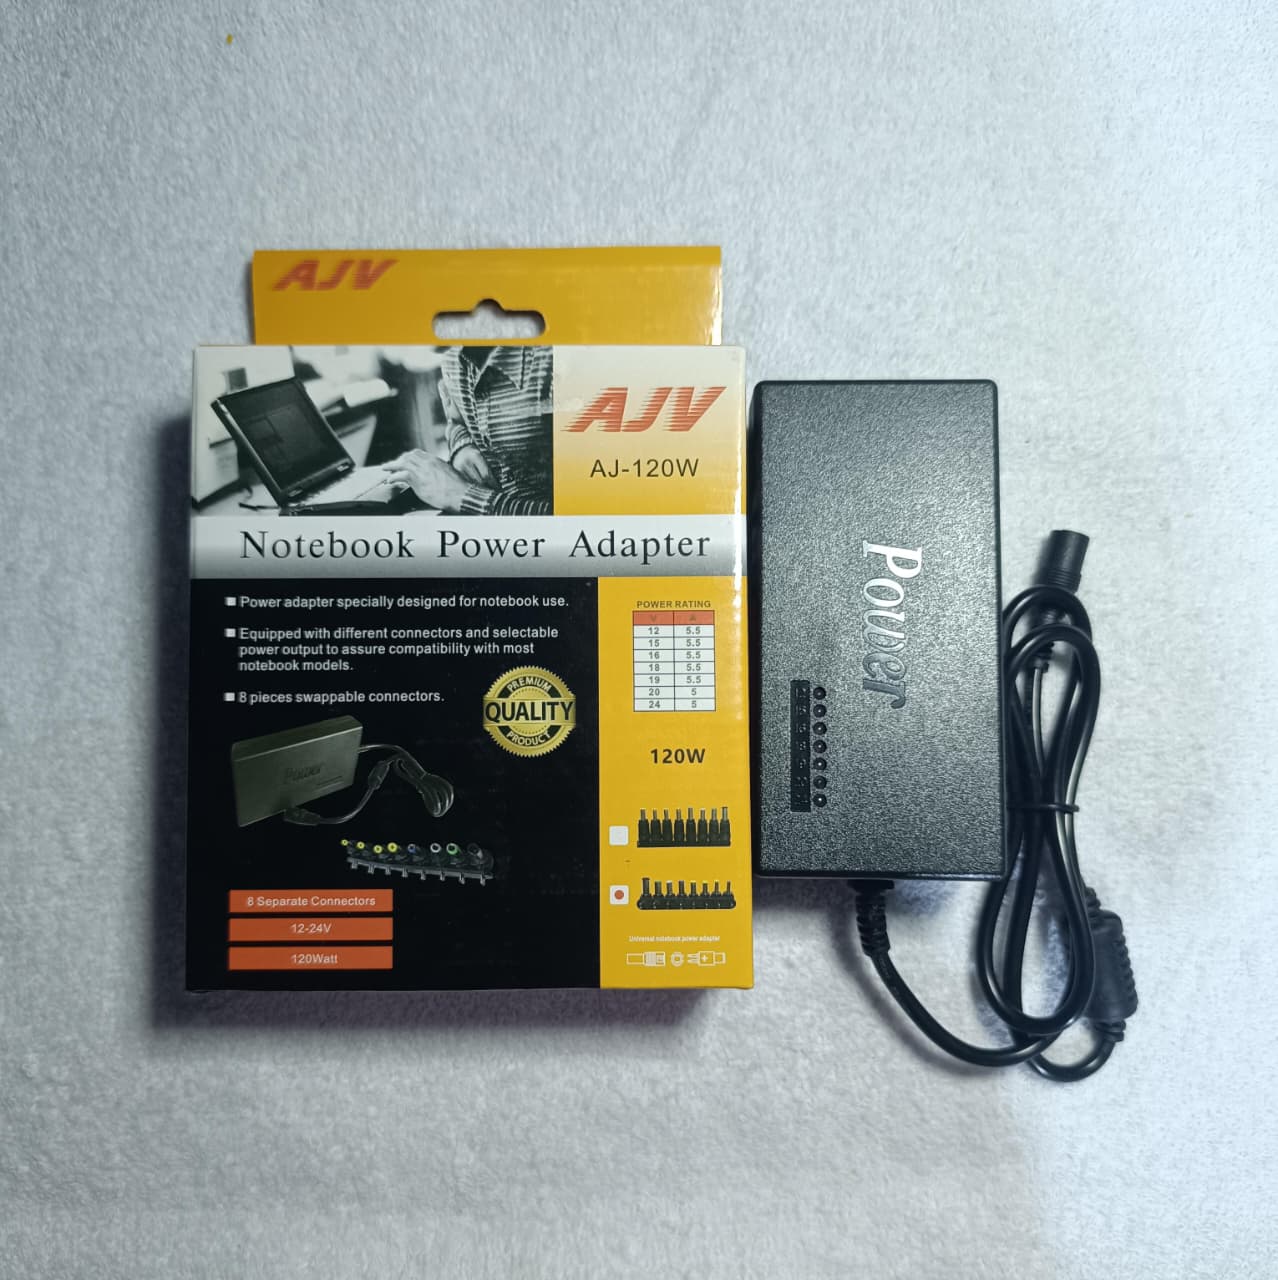 AJV
AJV
AJ-120W
Notebook Power Adapter
Power adapter specially designed for notebook use.
Equipped with different connectors and selectable
power output to assure compatibility with most
notebook models.
8 pieces swappable connectors.
PREMIUM
QUALITY
PRODUCT
Power
8 Separate Connectors
12-24V
120Watt
POWER RATING
V A
12 5.5
15 5.5
16 5.5
18 5.5
19 5.5
20 5
24 5
120W
Universal notebook power adapter
Power